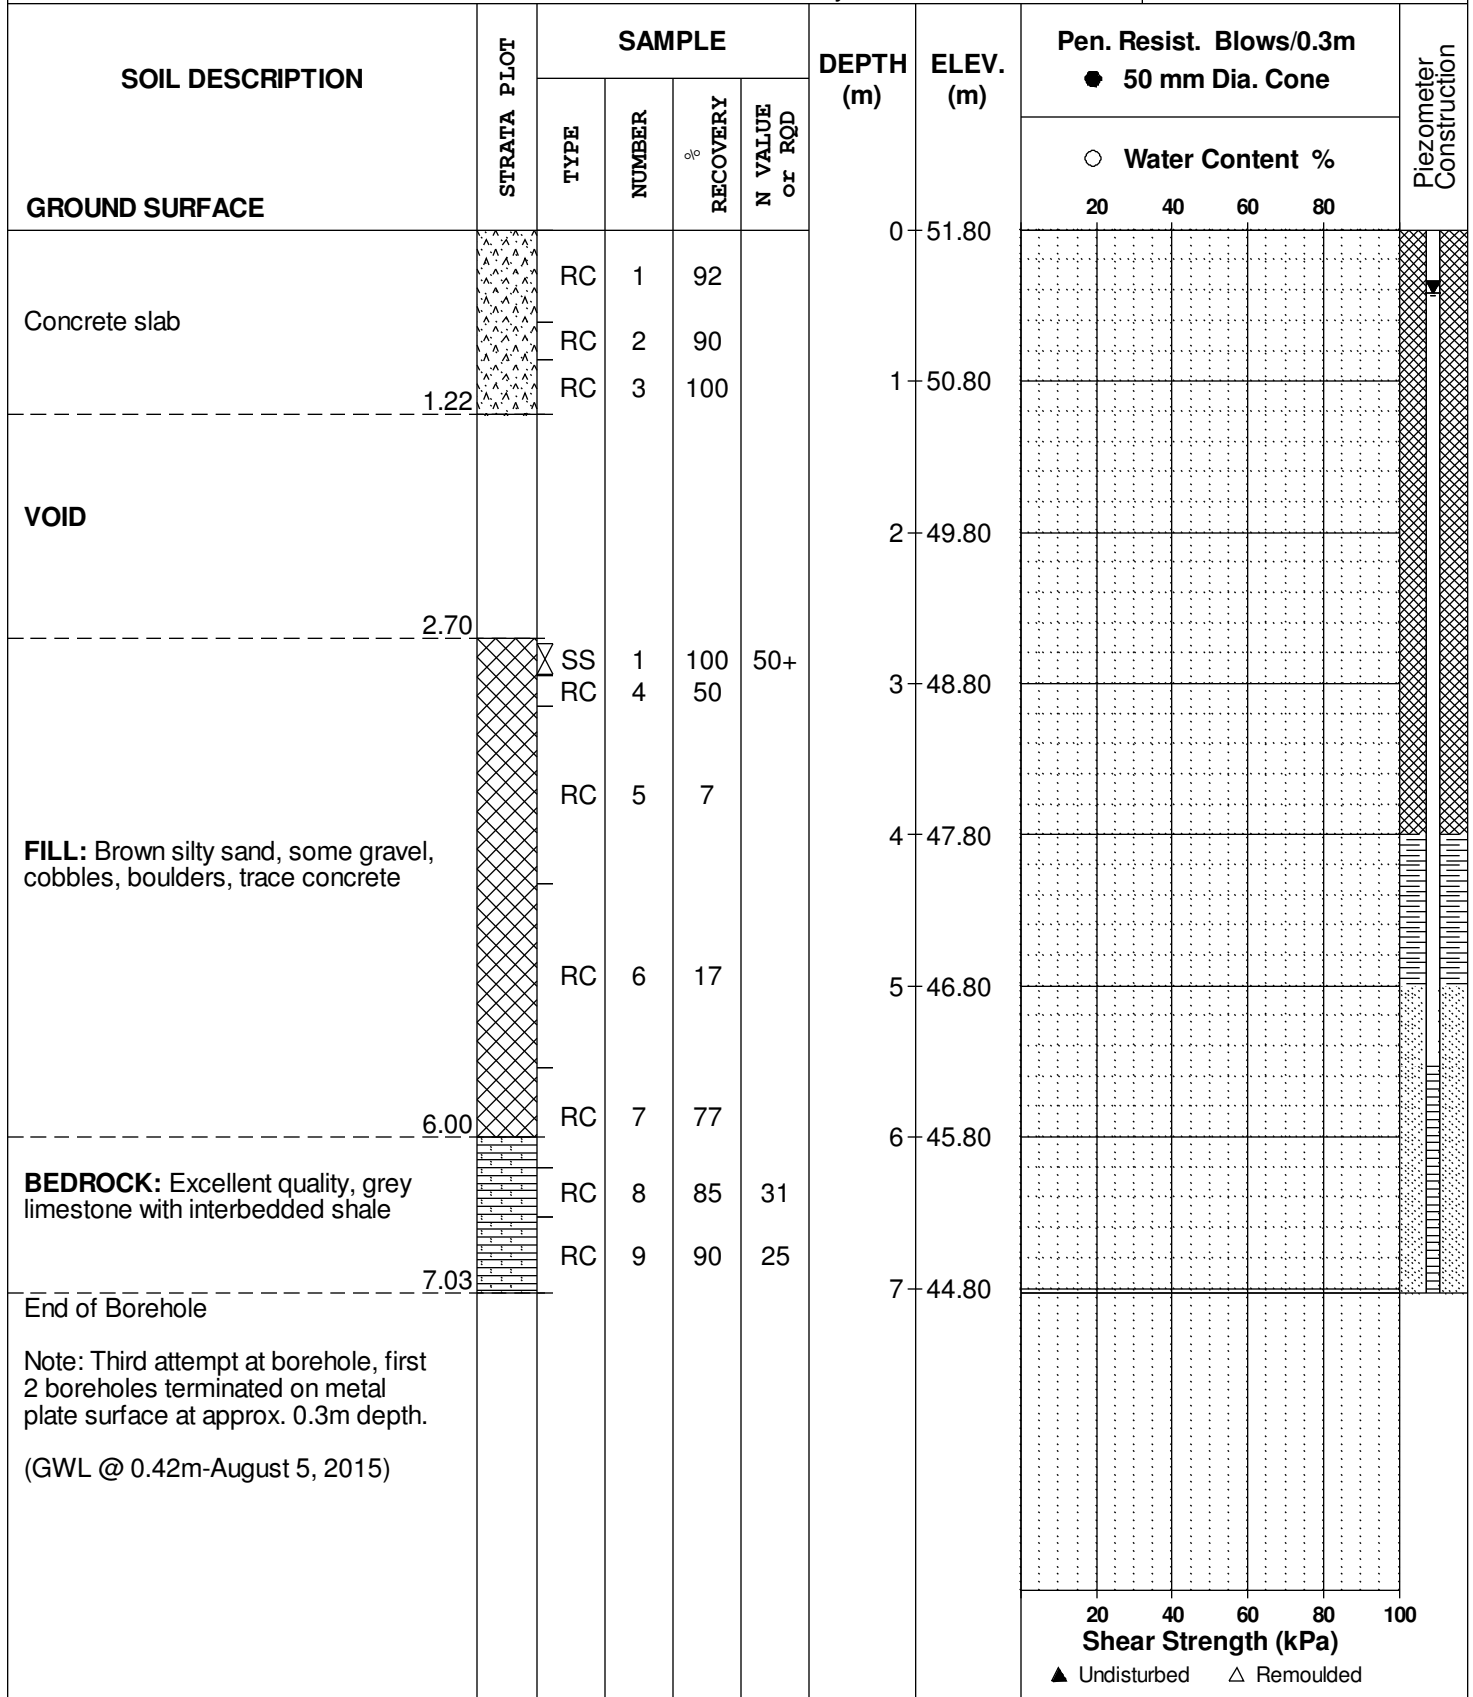 SOIL DESCRIPTION
GROUND SURFACE
STRATA PLOT
SAMPLE
TYPE
NUMBER
% RECOVERY
N VALUE or RQD
DEPTH (m)
ELEV. (m)
Pen. Resist. Blows/0.3m
● 50 mm Dia. Cone
○ Water Content %
20 40 60 80
Piezometer Construction
0 51.80
RC 1 92
Concrete slab
RC 2 90
RC 3 100
1 50.80
1.22
VOID
2 49.80
2.70
SS 1 100 50+
RC 4 50
3 48.80
RC 5 7
4 47.80
FILL: Brown silty sand, some gravel,
cobbles, boulders, trace concrete
RC 6 17
5 46.80
RC 7 77
6.00
6 45.80
BEDROCK: Excellent quality, grey
limestone with interbedded shale
RC 8 85 31
RC 9 90 25
7.03
7 44.80
End of Borehole
Note: Third attempt at borehole, first
2 boreholes terminated on metal
plate surface at approx. 0.3m depth.
(GWL @ 0.42m-August 5, 2015)
20 40 60 80 100
Shear Strength (kPa)
▲ Undisturbed △ Remoulded